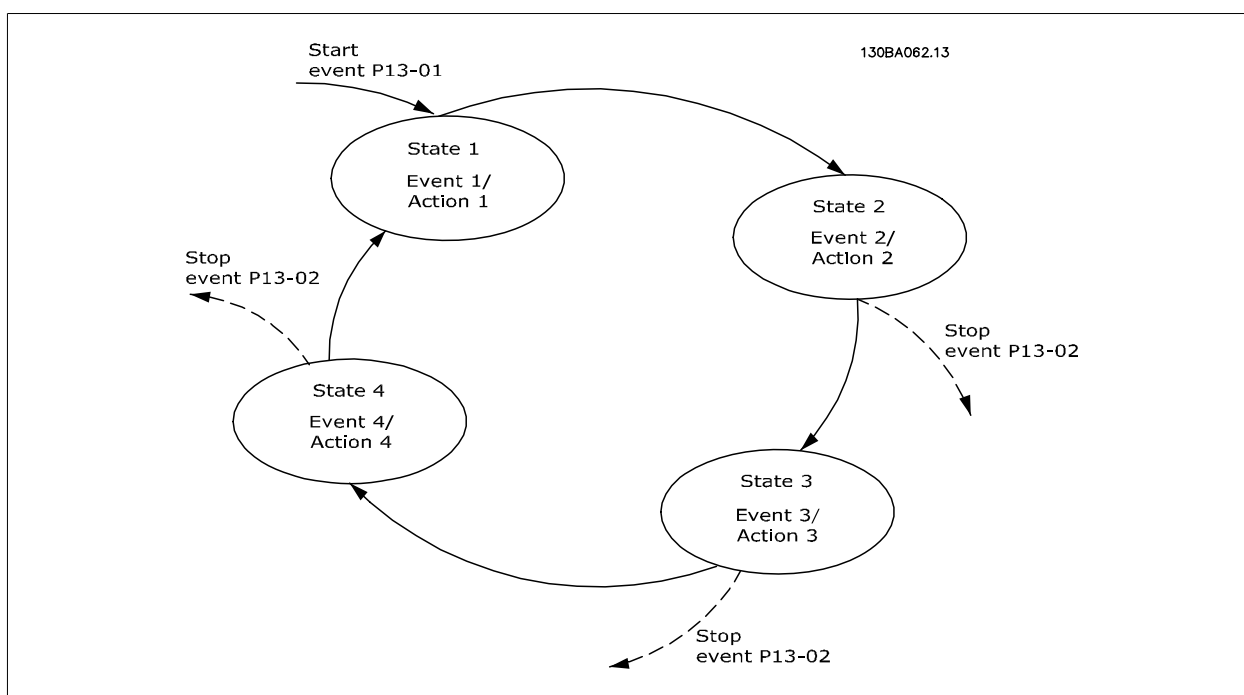 Start
event P13-01
130BA062.13
State 1
Event 1/
Action 1
State 2
Event 2/
Action 2
Stop
event P13-02
Stop
event P13-02
State 4
Event 4/
Action 4
State 3
Event 3/
Action 3
Stop
event P13-02